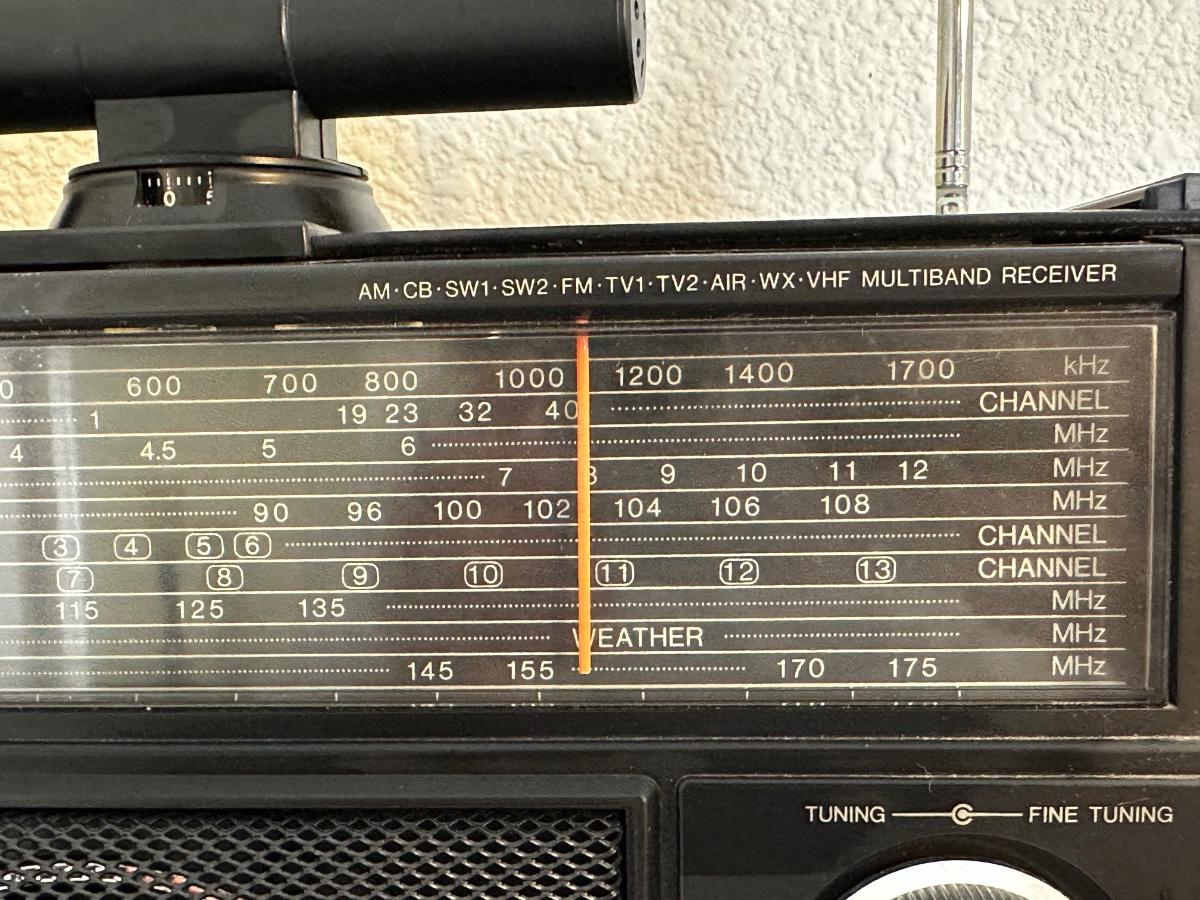 0
AM·CB·SW1·SW2·FM·TV1·TV2·AIR·WX·VHF MULTIBAND RECEIVER
0 600 700 800 1000 1200 1400 1700 kHz
1 19 23 32 40 CHANNEL
4 4.5 5 6 MHz
7 8 9 10 11 12 MHz
90 96 100 102 104 106 108 MHz
3 4 5 6 CHANNEL
7 8 9 10 11 12 13 CHANNEL
115 125 135 MHz
WEATHER MHz
145 155 170 175 MHz
TUNING FINE TUNING